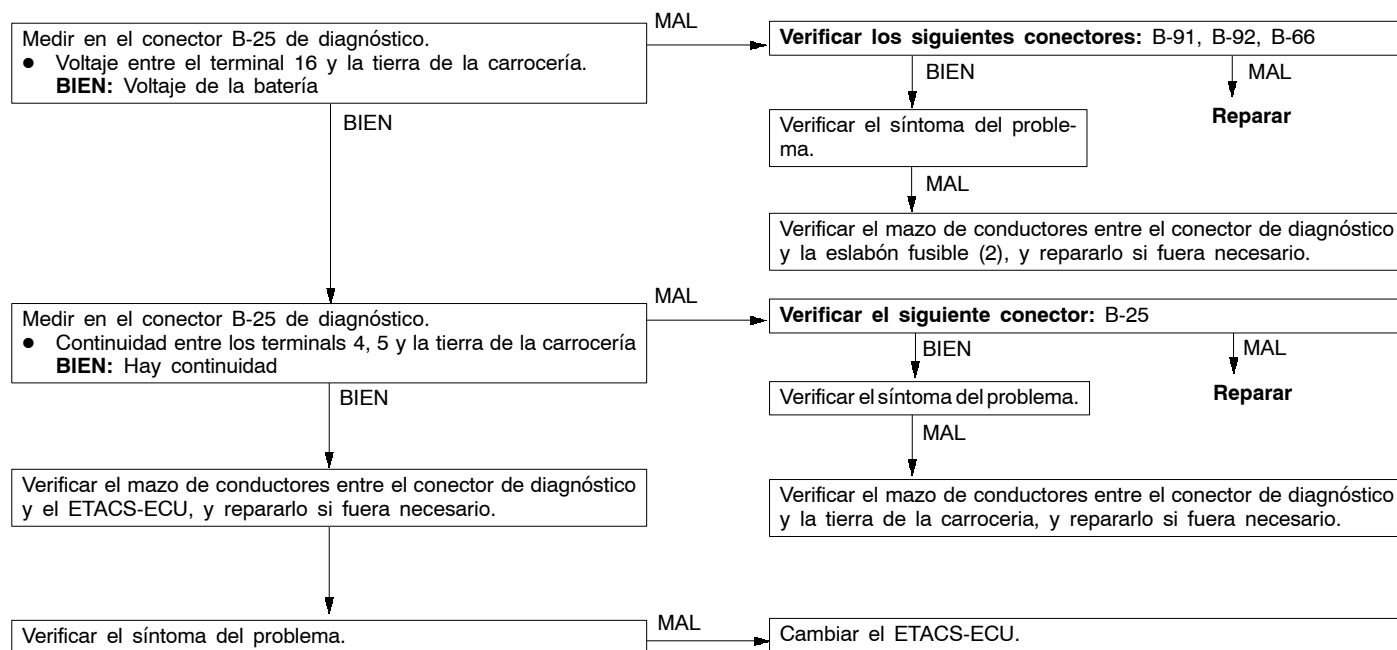 Medir en el conector B-25 de diagnóstico.
● Voltaje entre el terminal 16 y la tierra de la carrocería.
BIEN: Voltaje de la batería
MAL
Verificar los siguientes conectores: B-91, B-92, B-66
BIEN
MAL
Reparar
Verificar el síntoma del proble-
ma.
MAL
Verificar el mazo de conductores entre el conector de diagnóstico
y la eslabón fusible (2), y repararlo si fuera necesario.
BIEN
Medir en el conector B-25 de diagnóstico.
● Continuidad entre los terminals 4, 5 y la tierra de la carrocería
BIEN: Hay continuidad
MAL
Verificar el siguiente conector: B-25
BIEN
MAL
Reparar
Verificar el síntoma del problema.
MAL
Verificar el mazo de conductores entre el conector de diagnóstico
y la tierra de la carroceria, y repararlo si fuera necesario.
BIEN
Verificar el mazo de conductores entre el conector de diagnóstico
y el ETACS-ECU, y repararlo si fuera necesario.
Verificar el síntoma del problema.
MAL
Cambiar el ETACS-ECU.